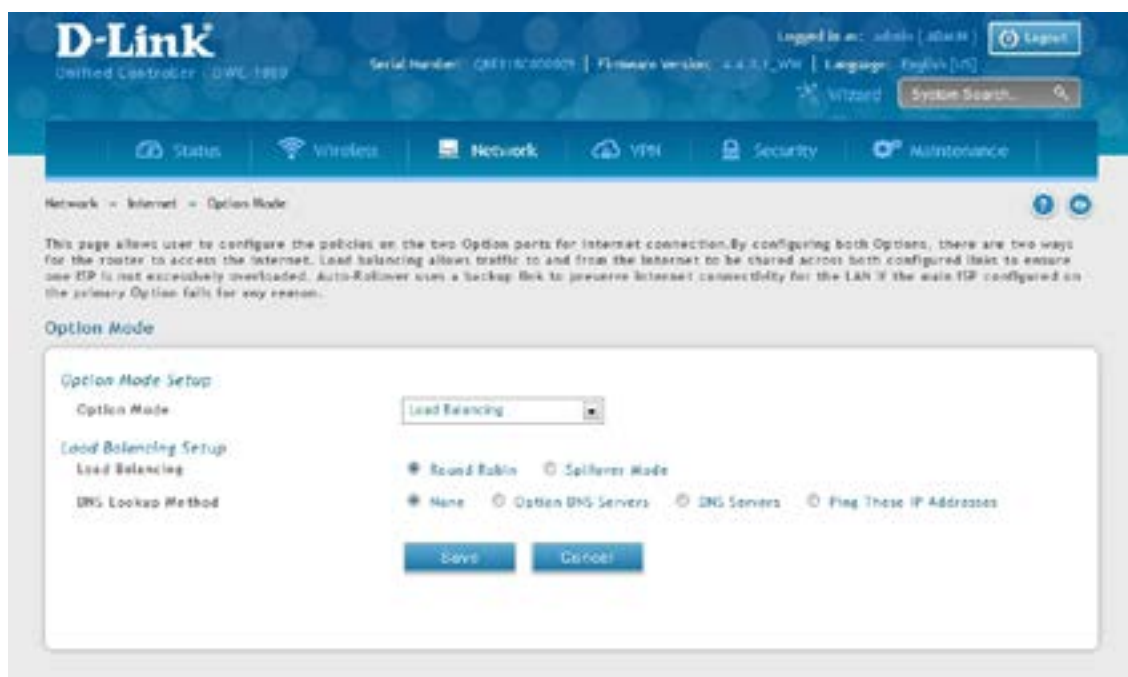 D-Link
Logged in as: admin ( ADMIN )
Logout
Unified Controller - DWC-1000
Serial Number:
Firmware Version:
Language: English [US]
Wizard
System Search...
Status
Wireless
Network
VPN
Security
Maintenance
Network » Internet » Option Mode
This page allows user to configure the policies on the two Option ports for Internet connection.By configuring both Options, there are two ways
for the router to access the internet. Load balancing allows traffic to and from the internet to be shared across both configured links to ensure
one ISP is not excessively overloaded. Auto-Rollover uses a backup link to preserve internet connectivity for the LAN if the main ISP configured on
the primary Option fails for any reason.
Option Mode
Option Mode Setup
Option Mode
Load Balancing
Load Balancing Setup
Load Balancing
Round Robin
Spillover Mode
DNS Lookup Method
None
Option DNS Servers
DNS Servers
Ping These IP Addresses
Save
Cancel